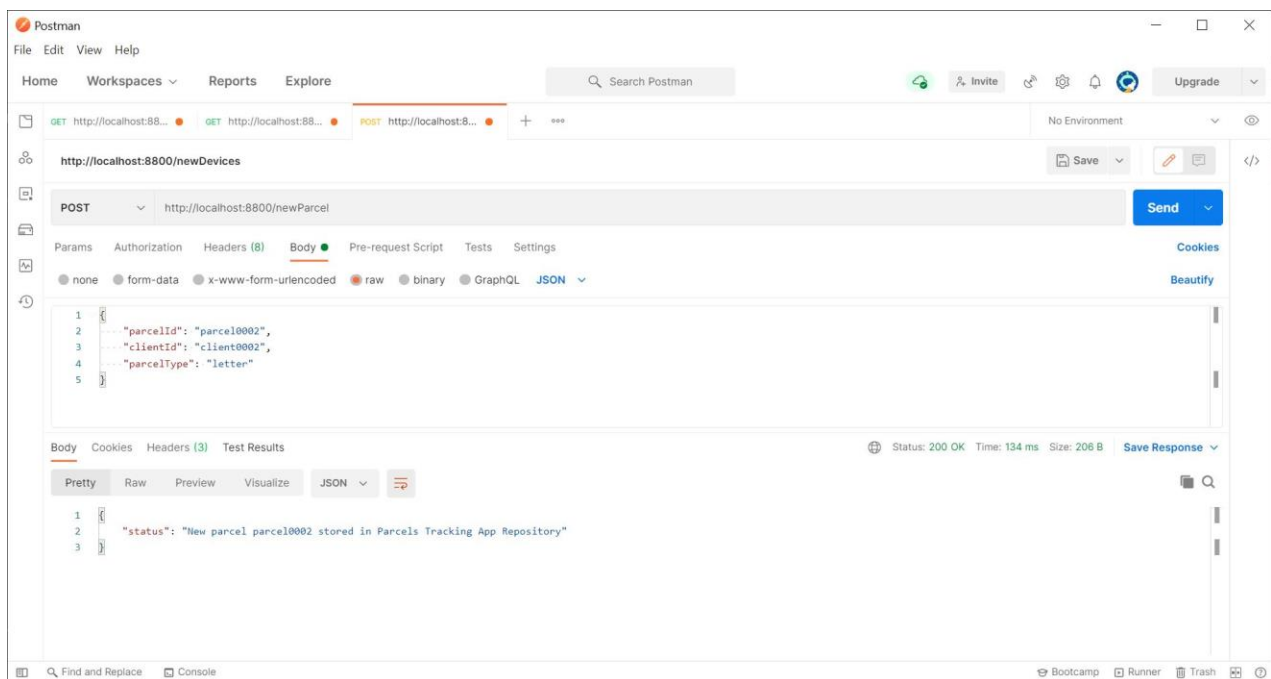 Postman
File Edit View Help
Home Workspaces Reports Explore Search Postman Invite Upgrade
GET http://localhost:88... GET http://localhost:88... POST http://localhost:8... + ooo No Environment
http://localhost:8800/newDevices Save </>
POST http://localhost:8800/newParcel Send
Params Authorization Headers (8) Body Pre-request Script Tests Settings Cookies
none form-data x-www-form-urlencoded raw binary GraphQL JSON Beautify
1 {
2 "parcelId": "parcel0002",
3 "clientId": "client0002",
4 "parcelType": "letter"
5 }
Body Cookies Headers (3) Test Results Status: 200 OK Time: 134 ms Size: 206 B Save Response
Pretty Raw Preview Visualize JSON
1 {
2 "status": "New parcel parcel0002 stored in Parcels Tracking App Repository"
3 }
Find and Replace Console Bootcamp Runner Trash